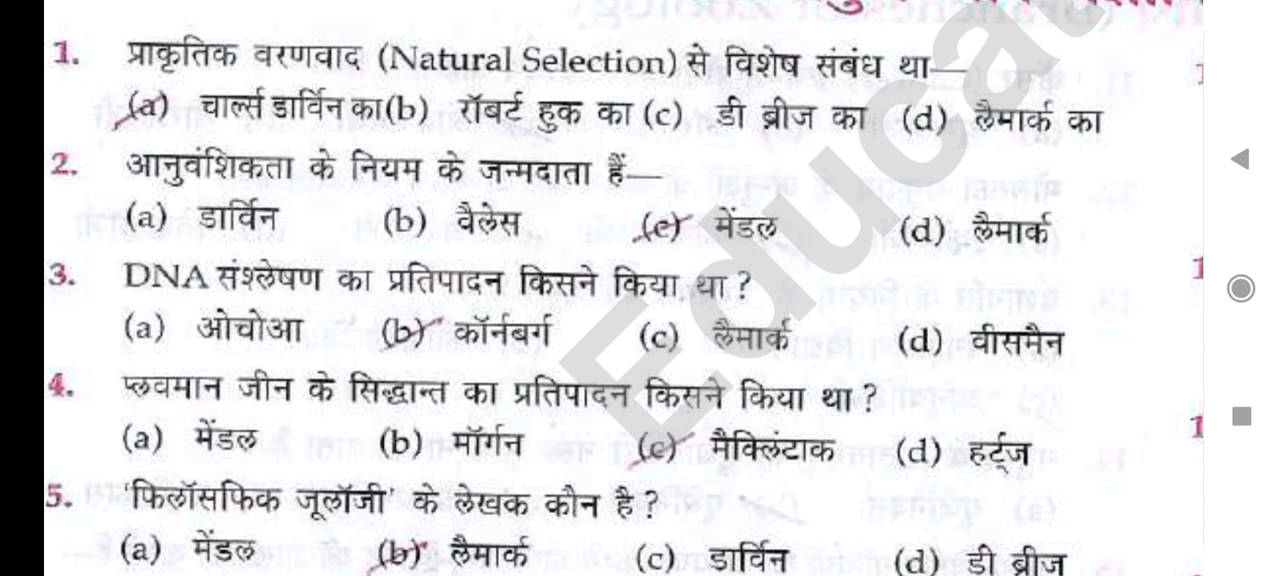 1. प्राकृतिक वरणवाद (Natural Selection) से विशेष संबंध था—
(a) चार्ल्स डार्विन का (b) रॉबर्ट हुक का (c) डी ब्रीज का (d) लैमार्क का
2. आनुवंशिकता के नियम के जन्मदाता हैं—
(a) डार्विन (b) वैलेस (c) मेंडल (d) लैमार्क
3. DNA संश्लेषण का प्रतिपादन किसने किया था?
(a) ओचोआ (b) कॉर्नबर्ग (c) लैमार्क (d) वीसमैन
4. प्लवमान जीन के सिद्धान्त का प्रतिपादन किसने किया था?
(a) मेंडल (b) मॉर्गन (c) मैक्लिंटाक (d) हर्ट्ज
5. 'फिलॉसफिक जूलॉजी' के लेखक कौन है?
(a) मेंडल (b) लैमार्क (c) डार्विन (d) डी ब्रीज
Educat